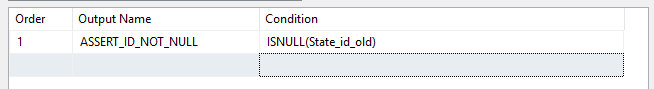 Order Output Name Condition
1 ASSERT_ID_NOT_NULL ISNULL(State_id_old)